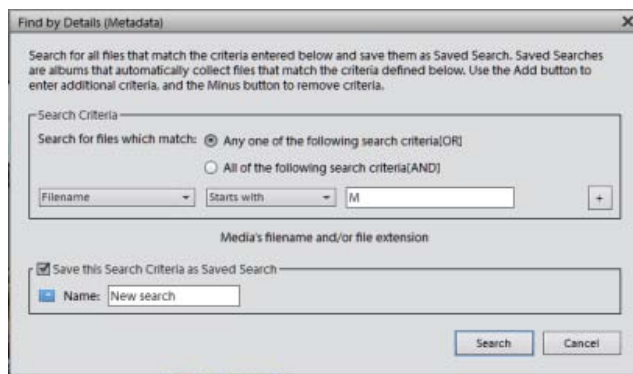 Find by Details (Metadata)
Search for all files that match the criteria entered below and save them as Saved Search. Saved Searches
are albums that automatically collect files that match the criteria defined below. Use the Add button to
enter additional criteria, and the Minus button to remove criteria.
Search Criteria
Search for files which match: Any one of the following search criteria[OR]
All of the following search criteria[AND]
Filename Starts with M +
Media's filename and/or file extension
Save this Search Criteria as Saved Search
Name: New search
Search Cancel